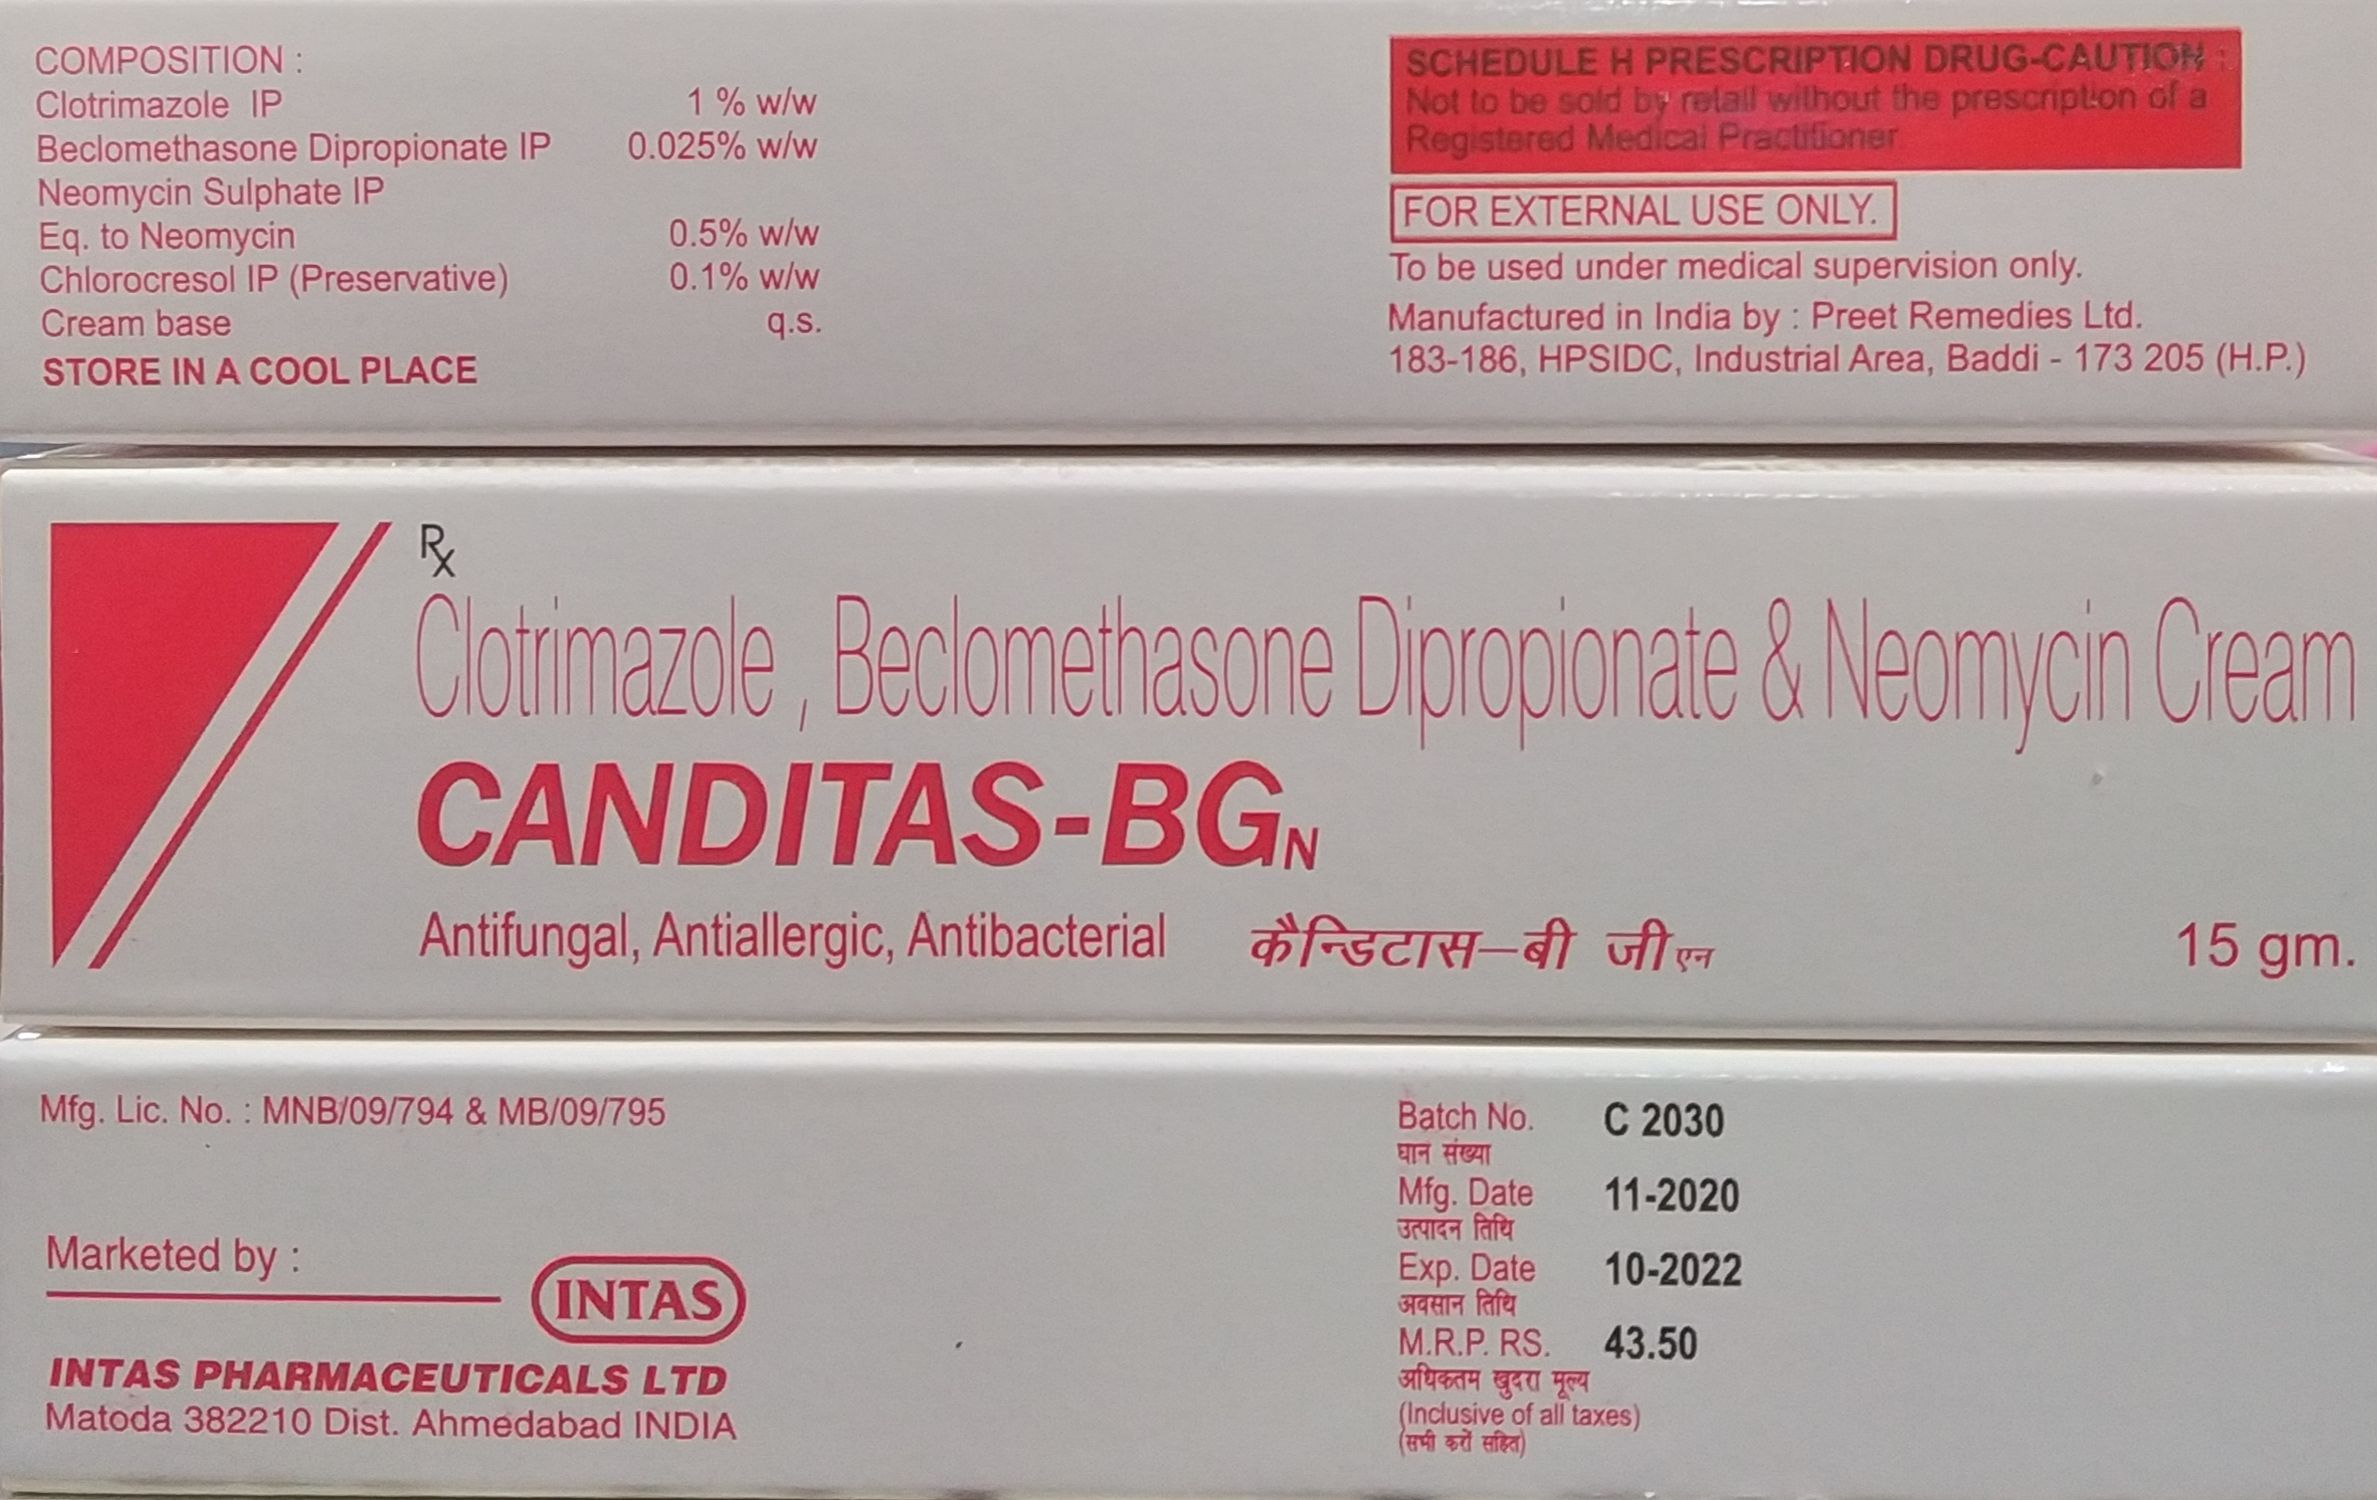 COMPOSITION :
Clotrimazole IP 1 % w/w
Beclomethasone Dipropionate IP 0.025% w/w
Neomycin Sulphate IP
Eq. to Neomycin 0.5% w/w
Chlorocresol IP (Preservative) 0.1% w/w
Cream base q.s.
STORE IN A COOL PLACE
SCHEDULE H PRESCRIPTION DRUG-CAUTION :
Not to be sold by retail without the prescription of a
Registered Medical Practitioner
FOR EXTERNAL USE ONLY.
To be used under medical supervision only.
Manufactured in India by : Preet Remedies Ltd.
183-186, HPSIDC, Industrial Area, Baddi - 173 205 (H.P.)
Rx
Clotrimazole, Beclomethasone Dipropionate & Neomycin Cream
CANDITAS-BGN
Antifungal, Antiallergic, Antibacterial कैन्डिटास–बी जी एन 15 gm.
Mfg. Lic. No. : MNB/09/794 & MB/09/795
Marketed by :
INTAS
INTAS PHARMACEUTICALS LTD
Matoda 382210 Dist. Ahmedabad INDIA
Batch No. C 2030
घान संख्या
Mfg. Date 11-2020
उत्पादन तिथि
Exp. Date 10-2022
अवसान तिथि
M.R.P. RS. 43.50
अधिकतम खुदरा मूल्य
(Inclusive of all taxes)
(सभी करों सहित)